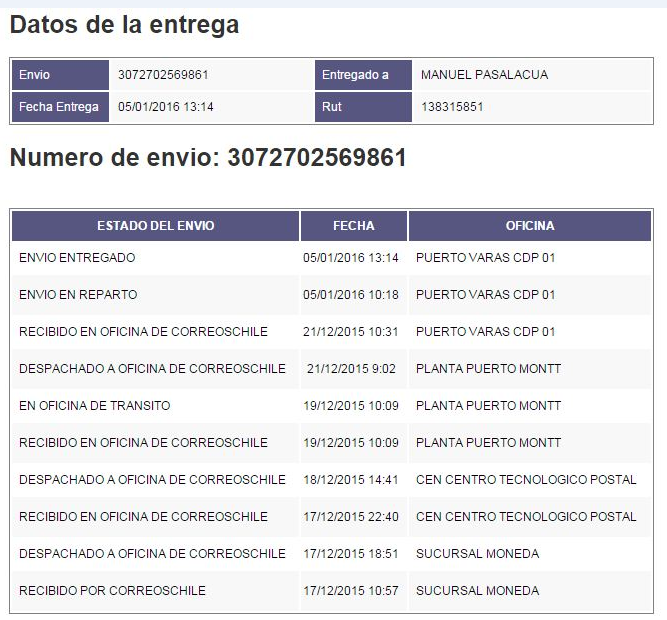 Datos de la entrega
Envio 3072702569861 Entregado a MANUEL PASALACUA
Fecha Entrega 05/01/2016 13:14 Rut 138315851
Numero de envio: 3072702569861
ESTADO DEL ENVIO FECHA OFICINA
ENVIO ENTREGADO 05/01/2016 13:14 PUERTO VARAS CDP 01
ENVIO EN REPARTO 05/01/2016 10:18 PUERTO VARAS CDP 01
RECIBIDO EN OFICINA DE CORREOSCHILE 21/12/2015 10:31 PUERTO VARAS CDP 01
DESPACHADO A OFICINA DE CORREOSCHILE 21/12/2015 9:02 PLANTA PUERTO MONTT
EN OFICINA DE TRANSITO 19/12/2015 10:09 PLANTA PUERTO MONTT
RECIBIDO EN OFICINA DE CORREOSCHILE 19/12/2015 10:09 PLANTA PUERTO MONTT
DESPACHADO A OFICINA DE CORREOSCHILE 18/12/2015 14:41 CEN CENTRO TECNOLOGICO POSTAL
RECIBIDO EN OFICINA DE CORREOSCHILE 17/12/2015 22:40 CEN CENTRO TECNOLOGICO POSTAL
DESPACHADO A OFICINA DE CORREOSCHILE 17/12/2015 18:51 SUCURSAL MONEDA
RECIBIDO POR CORREOSCHILE 17/12/2015 10:57 SUCURSAL MONEDA